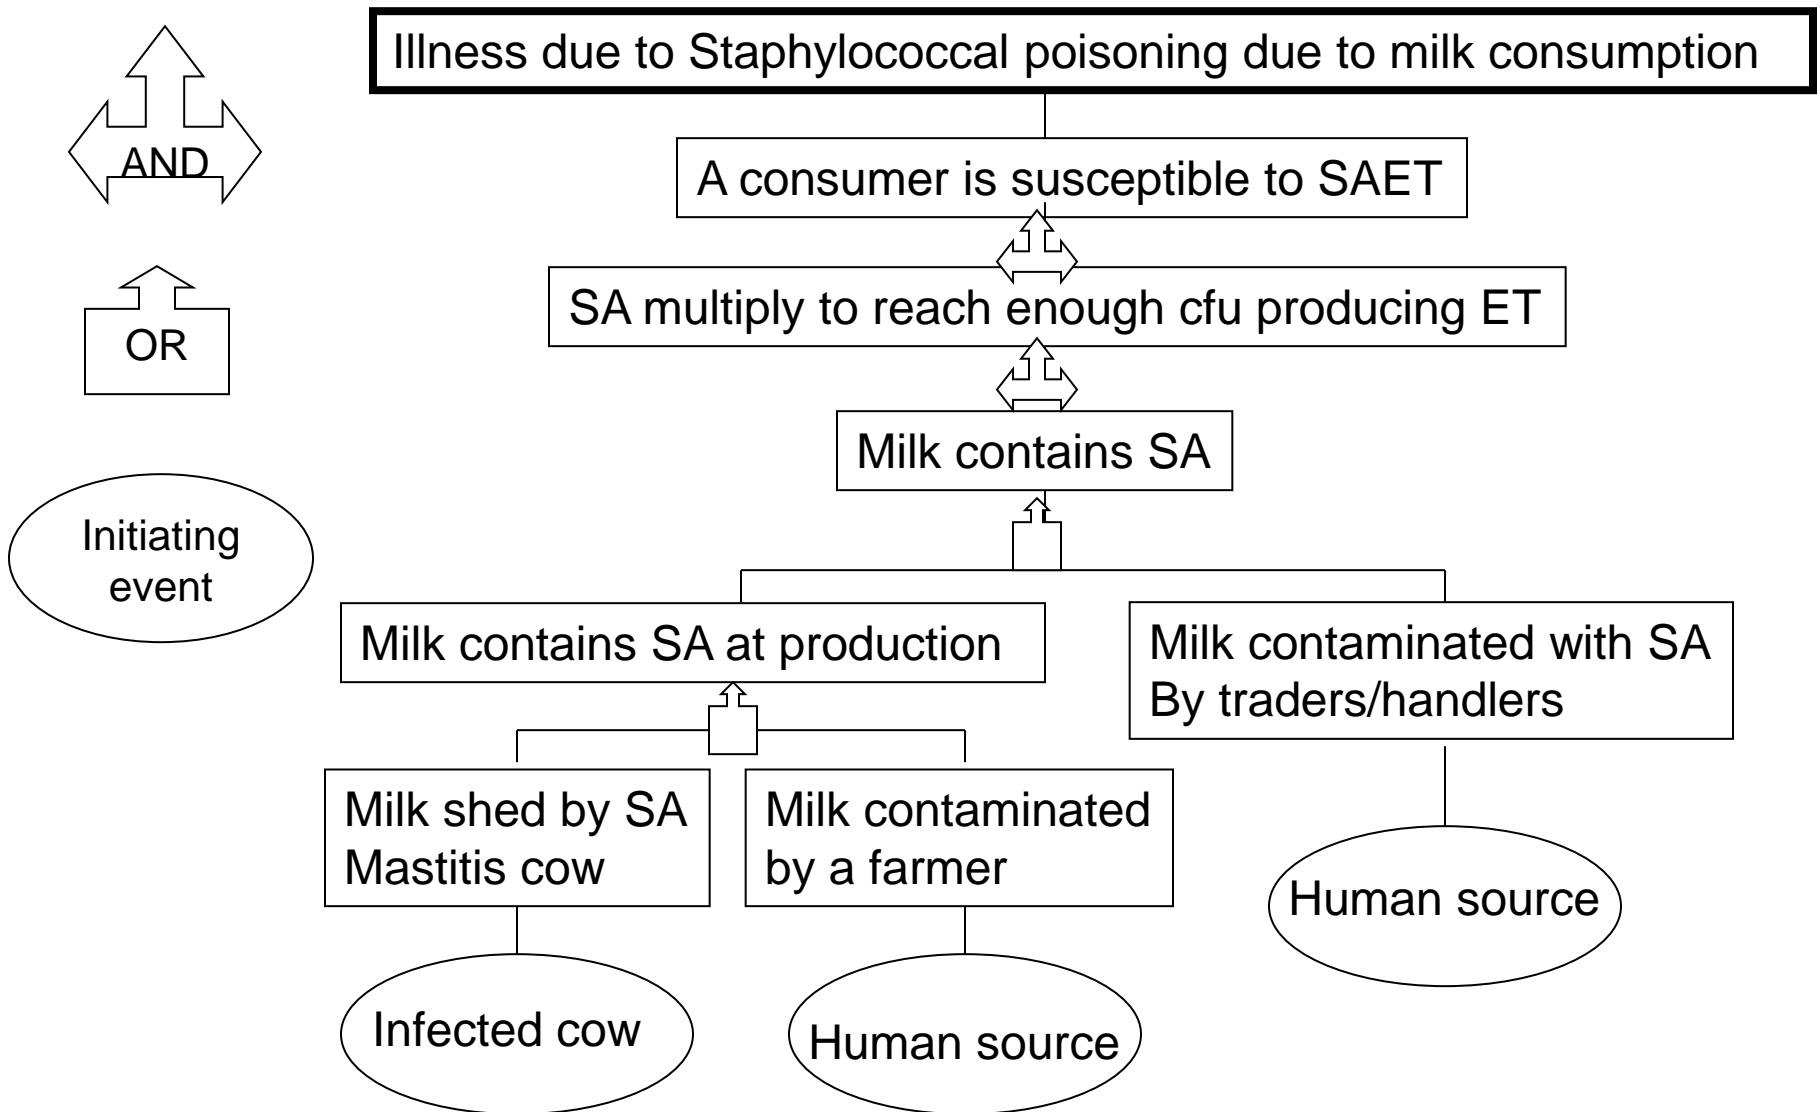 Illness due to Staphylococcal poisoning due to milk consumption
AND
A consumer is susceptible to SAET
SA multiply to reach enough cfu producing ET
OR
Milk contains SA
Initiating
event
Milk contains SA at production
Milk contaminated with SA
By traders/handlers
Milk shed by SA
Mastitis cow
Milk contaminated
by a farmer
Human source
Infected cow
Human source